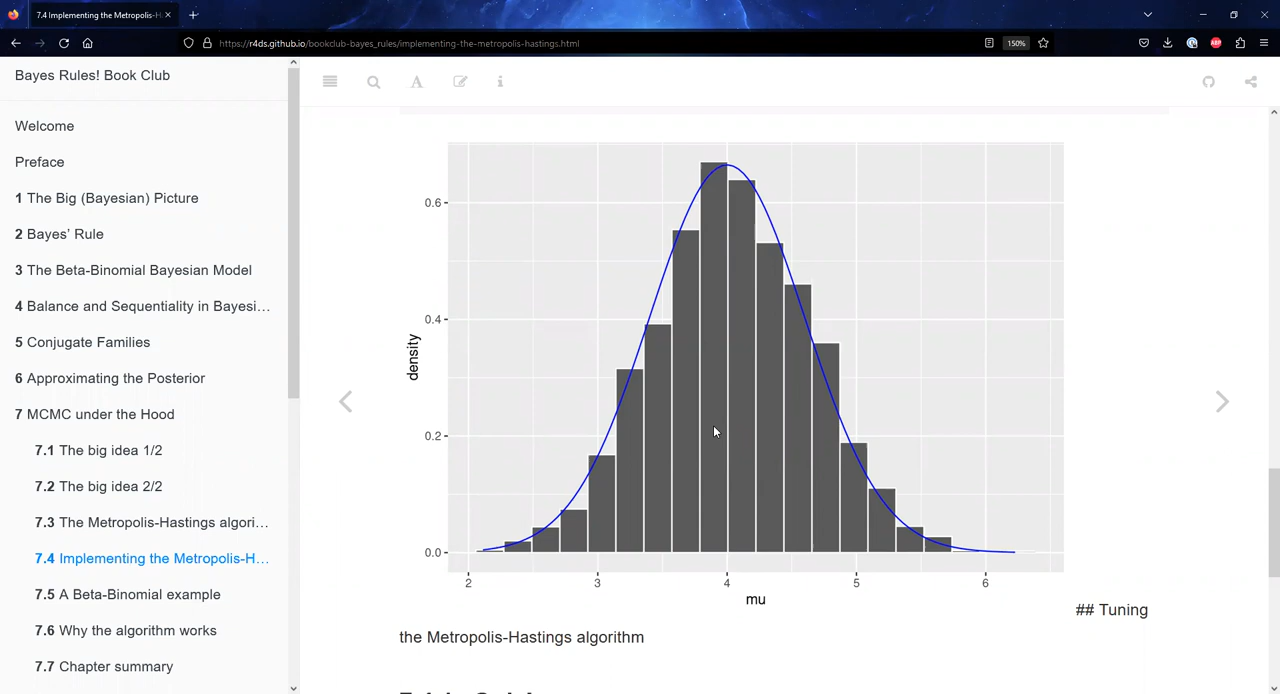 7.4 Implementing the Metropolis-H
https://r4ds.github.io/bookclub-bayes_rules/implementing-the-metropolis-hastings.html
150%
ABP
Bayes Rules! Book Club
Welcome
Preface
1 The Big (Bayesian) Picture
2 Bayes’ Rule
3 The Beta-Binomial Bayesian Model
4 Balance and Sequentiality in Bayesi…
5 Conjugate Families
6 Approximating the Posterior
7 MCMC under the Hood
7.1 The big idea 1/2
7.2 The big idea 2/2
7.3 The Metropolis-Hastings algori…
7.4 Implementing the Metropolis-H…
7.5 A Beta-Binomial example
7.6 Why the algorithm works
7.7 Chapter summary
0.6
0.4
0.2
0.0
density
2 3 4 5 6
mu
## Tuning
the Metropolis-Hastings algorithm